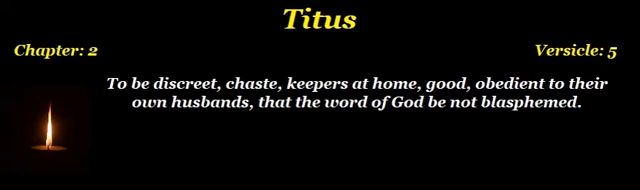 Titus
Chapter: 2
Versicle: 5
To be discreet, chaste, keepers at home, good, obedient to their
own husbands, that the word of God be not blasphemed.